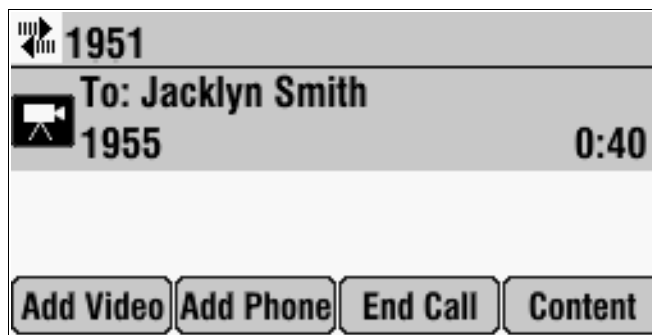 1951
To: Jacklyn Smith
1955 0:40
Add Video Add Phone End Call Content